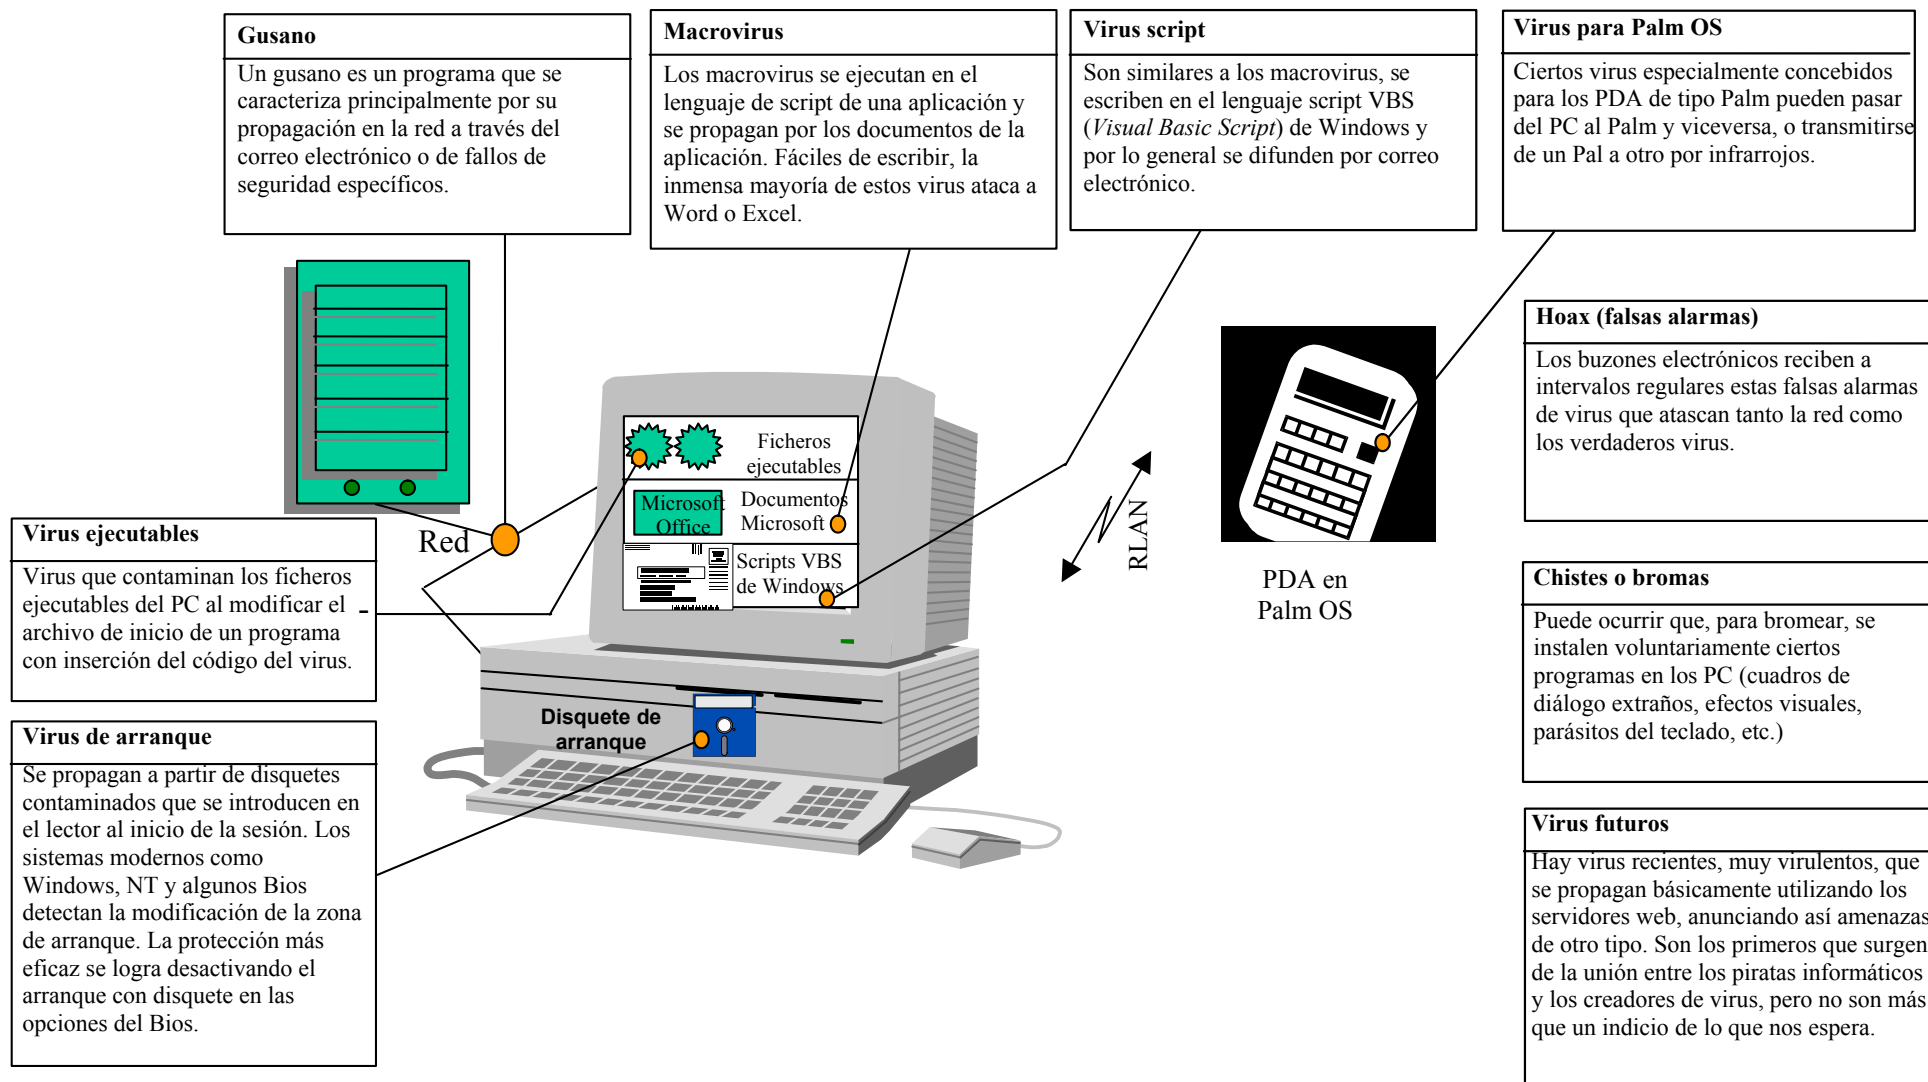 Gusano
Un gusano es un programa que se
caracteriza principalmente por su
propagación en la red a través del
correo electrónico o de fallos de
seguridad específicos.
Macrovirus
Los macrovirus se ejecutan en el
lenguaje de script de una aplicación y
se propagan por los documentos de la
aplicación. Fáciles de escribir, la
inmensa mayoría de estos virus ataca a
Word o Excel.
Virus script
Son similares a los macrovirus, se
escriben en el lenguaje script VBS
(Visual Basic Script) de Windows y
por lo general se difunden por correo
electrónico.
Virus para Palm OS
Ciertos virus especialmente concebidos
para los PDA de tipo Palm pueden pasar
del PC al Palm y viceversa, o transmitirse
de un Pal a otro por infrarrojos.
Hoax (falsas alarmas)
Los buzones electrónicos reciben a
intervalos regulares estas falsas alarmas
de virus que atascan tanto la red como
los verdaderos virus.
Ficheros
ejecutables
Microsoft
Office
Documentos
Microsoft
Scripts VBS
de Windows
Red
RLAN
PDA en
Palm OS
Virus ejecutables
Virus que contaminan los ficheros
ejecutables del PC al modificar el
archivo de inicio de un programa
con inserción del código del virus.
-
Chistes o bromas
Puede ocurrir que, para bromear, se
instalen voluntariamente ciertos
programas en los PC (cuadros de
diálogo extraños, efectos visuales,
parásitos del teclado, etc.)
Disquete de
arranque
Virus de arranque
Se propagan a partir de disquetes
contaminados que se introducen en
el lector al inicio de la sesión. Los
sistemas modernos como
Windows, NT y algunos Bios
detectan la modificación de la zona
de arranque. La protección más
eficaz se logra desactivando el
arranque con disquete en las
opciones del Bios.
Virus futuros
Hay virus recientes, muy virulentos, que
se propagan básicamente utilizando los
servidores web, anunciando así amenazas
de otro tipo. Son los primeros que surgen
de la unión entre los piratas informáticos
y los creadores de virus, pero no son más
que un indicio de lo que nos espera.